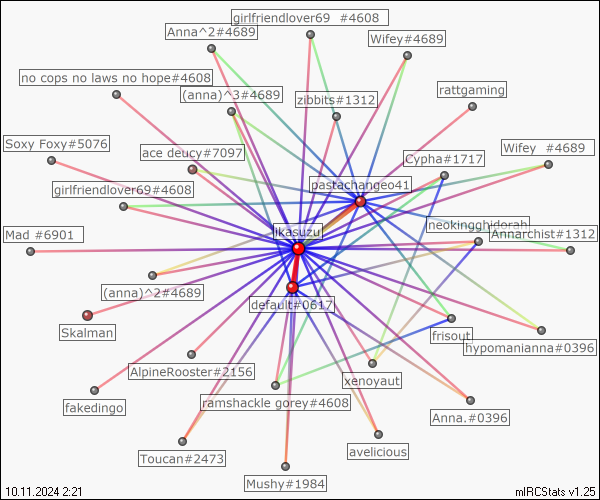 girlfriendlover69 #4608
Anna^2#4689
Wifey#4689
no cops no laws no hope#4608
(anna)^3#4689
zibbits#1312
rattgaming
Soxy Foxy#5076
ace deucy#7097
Cypha#1717
Wifey #4689
pastachangeo41
girlfriendlover69#4608
neokingghidorah
Mad #6901
ikasuzu
Annarchist#1312
(anna)^2#4689
default#0617
Skalman
frisout
hypomanianna#0396
AlpineRooster#2156
xenoyaut
fakedingo
ramshackle gorey#4608
Anna.#0396
Toucan#2473
avelicious
Mushy#1984
10.11.2024 2:21
mIRCStats v1.25